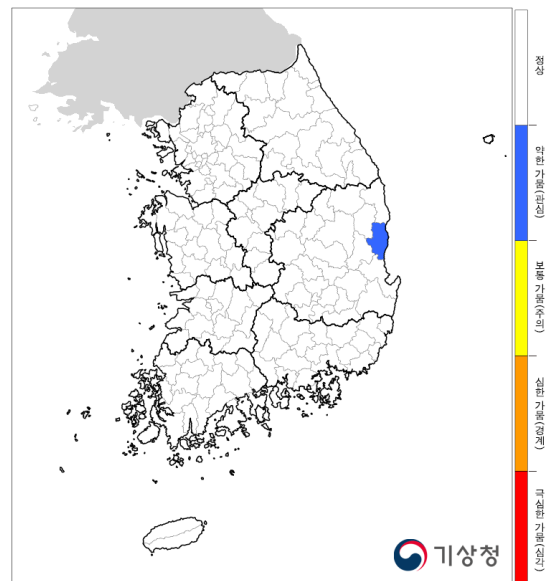 정상
약한 가뭄(관심)
보통 가뭄(주의)
심한 가뭄(경계)
극심한 가뭄(심각)
기상청